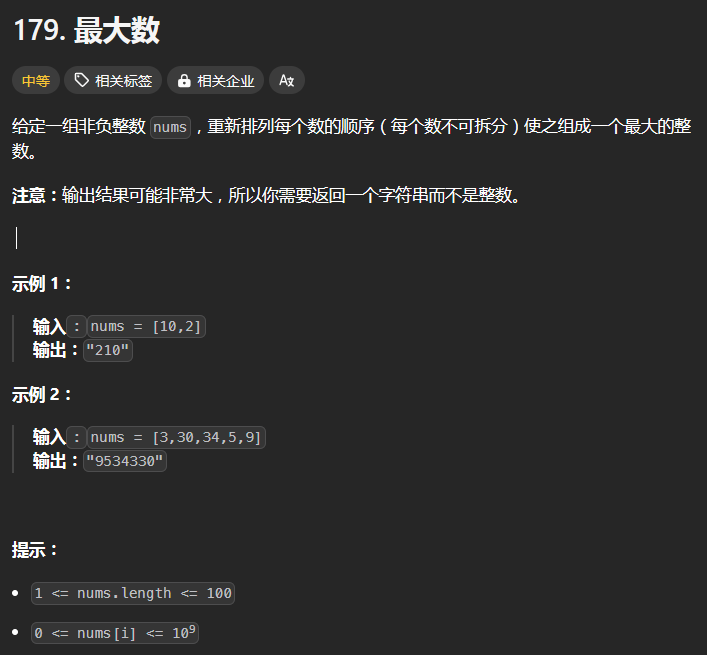 179. 最大数
中等 相关标签 相关企业 A文
给定一组非负整数 nums，重新排列每个数的顺序（每个数不可拆分）使之组成一个最大的整
数。
注意：输出结果可能非常大，所以你需要返回一个字符串而不是整数。
示例 1：
输入：nums = [10,2]
输出："210"
示例 2：
输入：nums = [3,30,34,5,9]
输出："9534330"
提示：
1 <= nums.length <= 100
0 <= nums[i] <= 10⁹